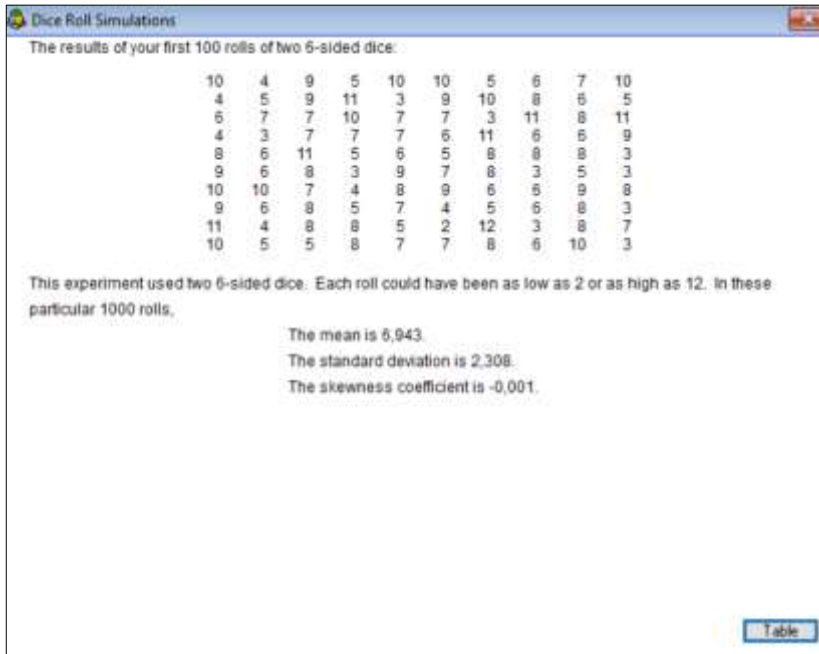 Dice Roll Simulations
The results of your first 100 rolls of two 6-sided dice:
10 4 9 5 10 10 5 6 7 10
4 5 9 11 3 9 10 8 6 5
6 7 7 10 7 7 3 11 8 11
4 3 7 7 7 6 11 6 6 9
8 6 11 5 6 5 8 8 8 3
9 6 8 3 9 7 8 3 5 3
10 10 7 4 8 9 6 6 9 8
9 6 8 5 7 4 5 6 8 3
11 4 8 8 5 2 12 3 8 7
10 5 5 8 7 7 8 6 10 3
This experiment used two 6-sided dice. Each roll could have been as low as 2 or as high as 12. In these
particular 1000 rolls,
The mean is 6,943.
The standard deviation is 2,308.
The skewness coefficient is -0,001.
Table